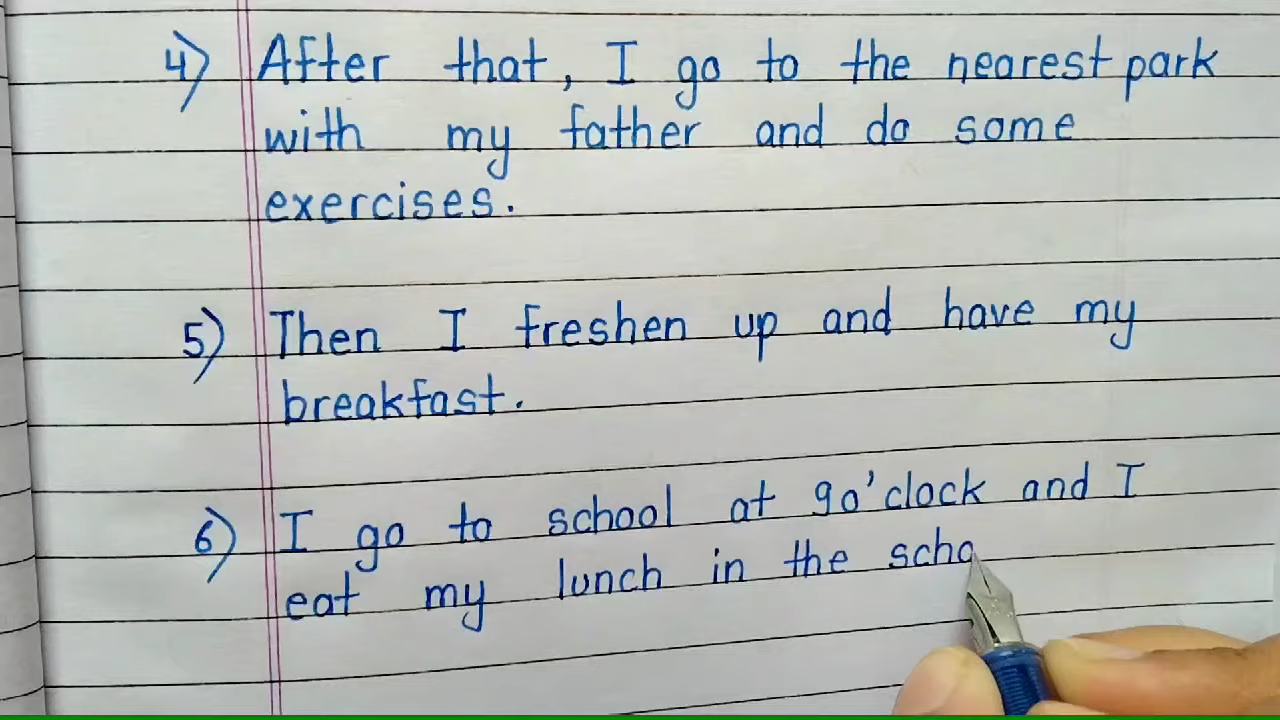 4) After that, I go to the nearest park
with my father and do some
exercises.
5) Then I freshen up and have my
breakfast.
6) I go to school at 9o'clock and I
eat my lunch in the scho